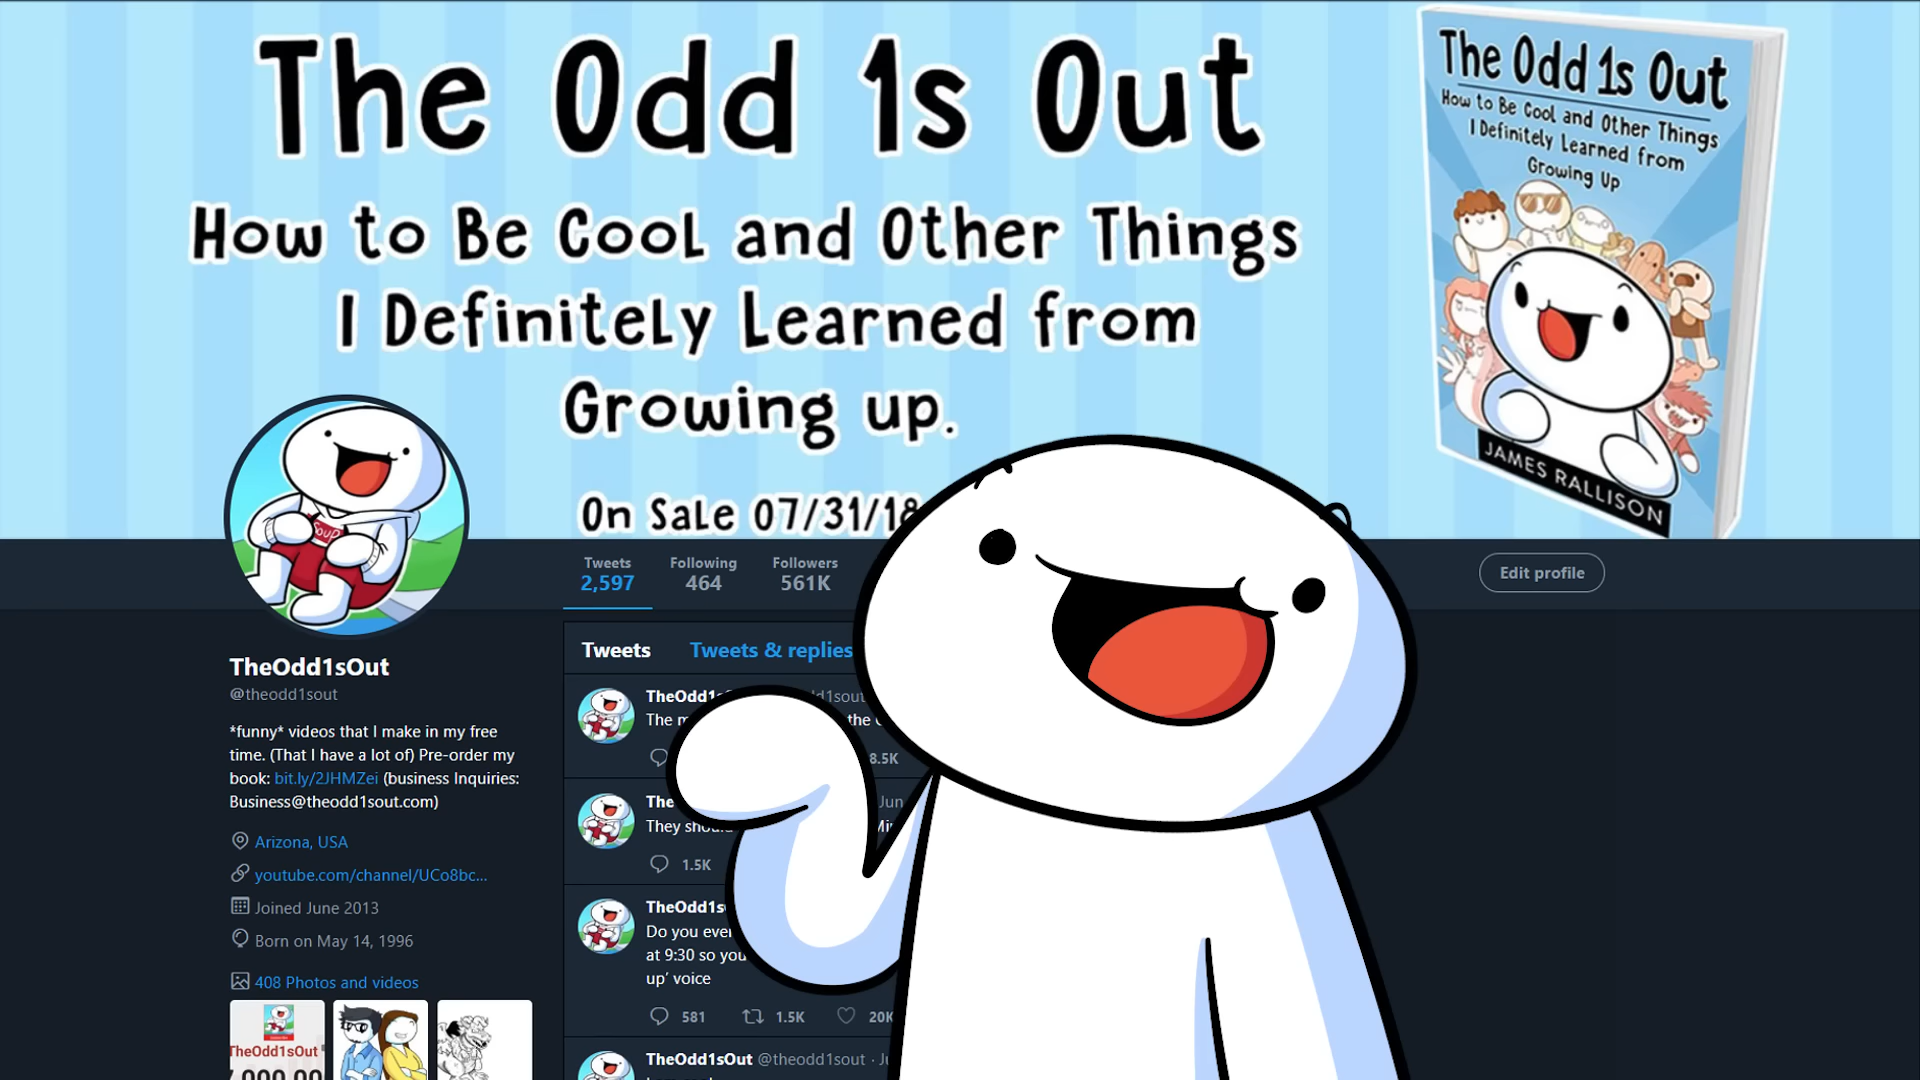 The Odd 1s Out
How to Be Cool and Other Things
I Definitely Learned from
Growing up.
On Sale 07/31/18
The Odd 1s Out
How to Be Cool and Other Things
I Definitely Learned from
Growing Up
JAMES RALLISON
Soup
Tweets
2,597
Following
464
Followers
561K
Edit profile
TheOdd1sOut
@theodd1sout
*funny* videos that I make in my free
time. (That I have a lot of) Pre-order my
book: bit.ly/2JHMZei (business Inquiries:
Business@theodd1sout.com)
Arizona, USA
youtube.com/channel/UCo8bc...
Joined June 2013
Born on May 14, 1996
408 Photos and videos
TheOdd1sOut
Tweets
Tweets & replies
The
the
8.5K
Jun
They
1.5K
Do you ever
at 9:30 so you
up' voice
581
1.5K
20K
TheOdd1sOut @theodd1sout ·